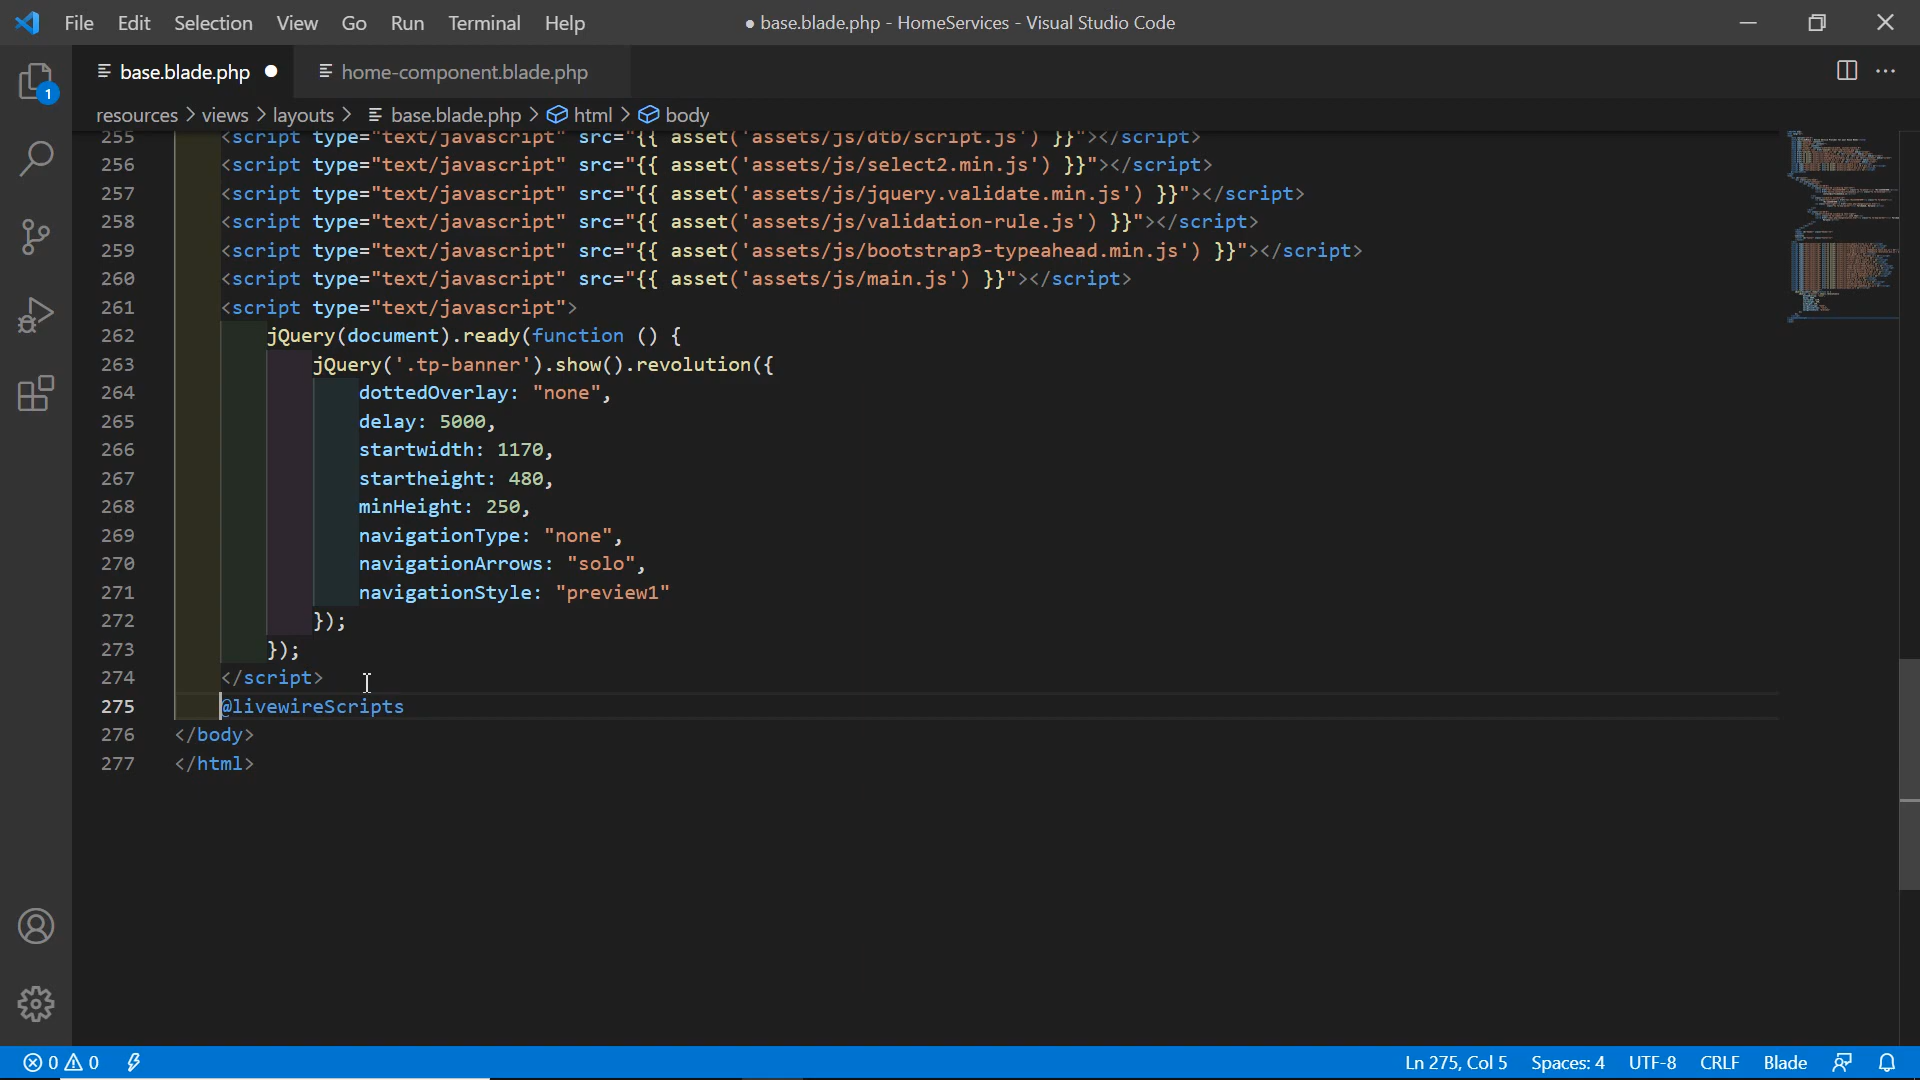 File Edit Selection View Go Run Terminal Help
● base.blade.php - HomeServices - Visual Studio Code
base.blade.php ●
home-component.blade.php
1
resources > views > layouts > base.blade.php > html > body
255 <script type="text/javascript" src="{{ asset('assets/js/dtb/script.js') }}"></script>
256 <script type="text/javascript" src="{{ asset('assets/js/select2.min.js') }}"></script>
257 <script type="text/javascript" src="{{ asset('assets/js/jquery.validate.min.js') }}"></script>
258 <script type="text/javascript" src="{{ asset('assets/js/validation-rule.js') }}"></script>
259 <script type="text/javascript" src="{{ asset('assets/js/bootstrap3-typeahead.min.js') }}"></script>
260 <script type="text/javascript" src="{{ asset('assets/js/main.js') }}"></script>
261 <script type="text/javascript">
262 jQuery(document).ready(function () {
263 jQuery('.tp-banner').show().revolution({
264 dottedOverlay: "none",
265 delay: 5000,
266 startwidth: 1170,
267 startheight: 480,
268 minHeight: 250,
269 navigationType: "none",
270 navigationArrows: "solo",
271 navigationStyle: "preview1"
272 });
273 });
274 </script>
275 @livewireScripts
276 </body>
277 </html>
0 0 Ln 275, Col 5 Spaces: 4 UTF-8 CRLF Blade